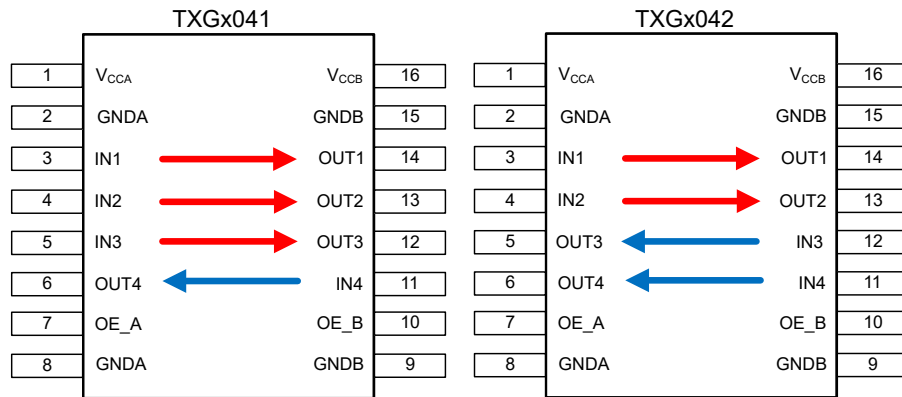 TXGx041
1 VCCA VCCB 16
2 GNDA GNDB 15
3 IN1 OUT1 14
4 IN2 OUT2 13
5 IN3 OUT3 12
6 OUT4 IN4 11
7 OE_A OE_B 10
8 GNDA GNDB 9
TXGx042
1 VCCA VCCB 16
2 GNDA GNDB 15
3 IN1 OUT1 14
4 IN2 OUT2 13
5 OUT3 IN3 12
6 OUT4 IN4 11
7 OE_A OE_B 10
8 GNDA GNDB 9